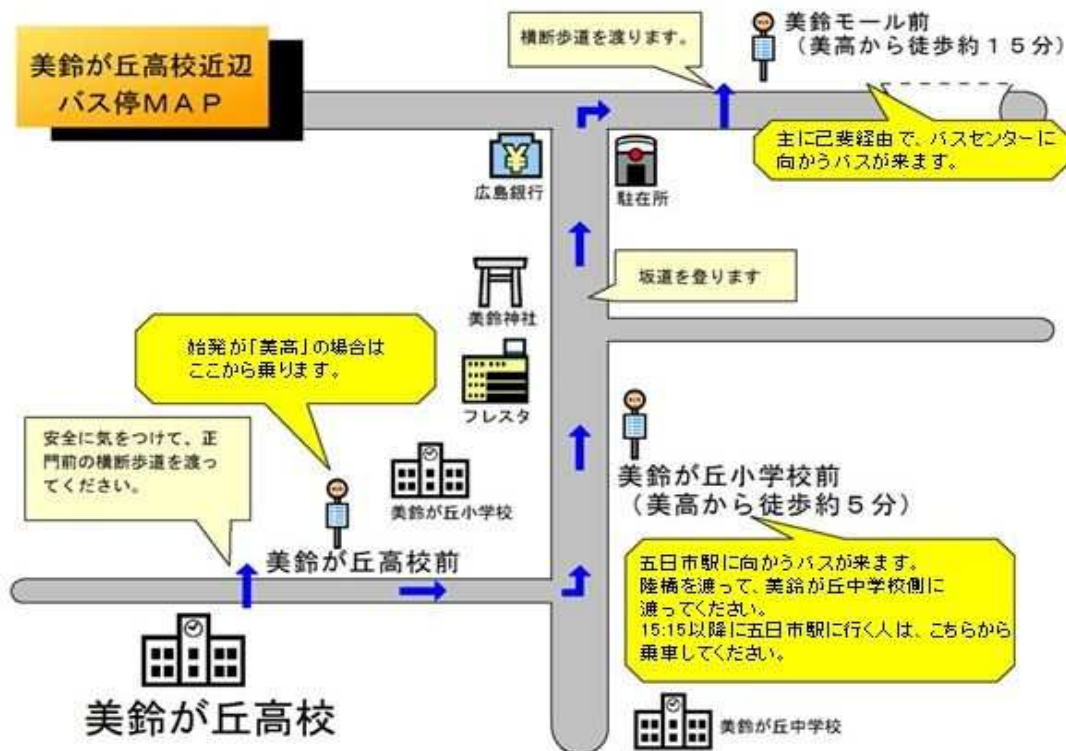 美鈴が丘高校近辺
バス停MAP
横断歩道を渡ります。
美鈴モール前
(美高から徒歩約15分)
主に己斐経由で、バスセンターに
向かうバスが来ます。
広島銀行
駐在所
坂道を登ります
美鈴神社
始発が「美高」の場合は
ここから乗ります。
フレスタ
安全に気をつけて、正
門前の横断歩道を渡っ
てください。
美鈴が丘小学校
美鈴が丘高校前
美鈴が丘小学校前
(美高から徒歩約5分)
五日市駅に向かうバスが来ます。
陸橋を渡って、美鈴が丘中学校側に
渡ってください。
15:15以降に五日市駅に行く人は、こちらから
乗車してください。
美鈴が丘高校
美鈴が丘中学校